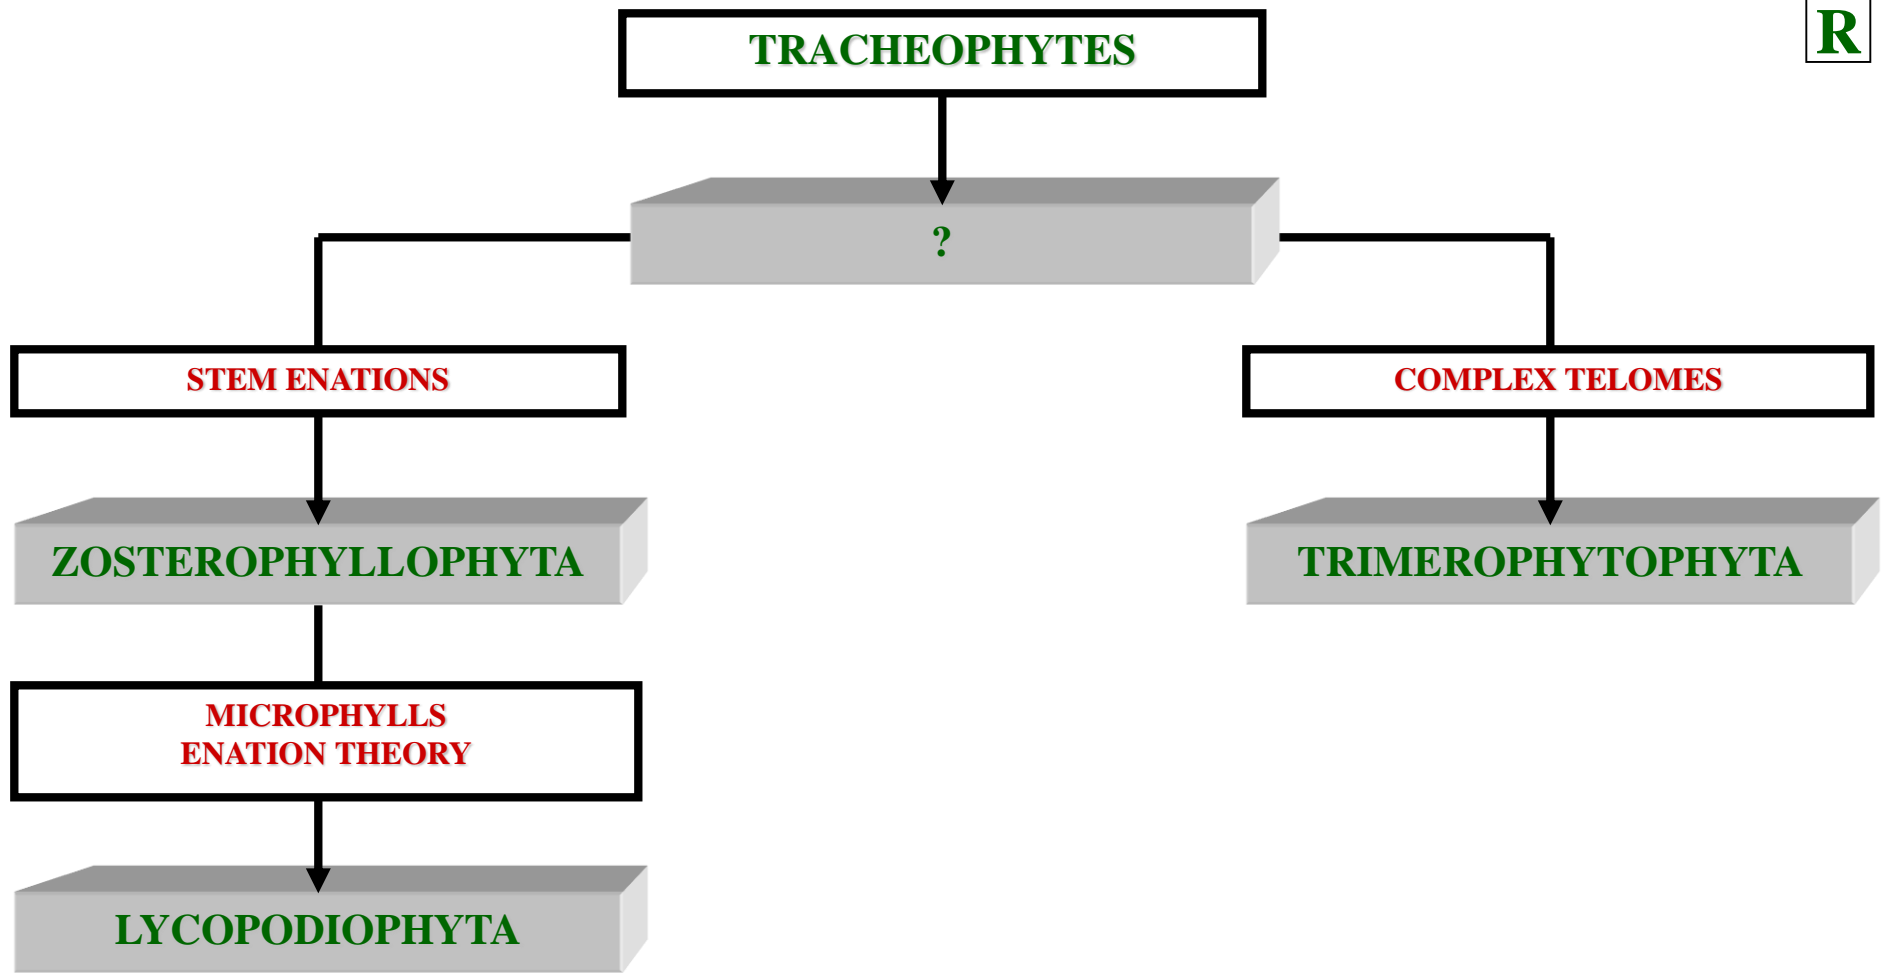 R
TRACHEOPHYTES
?
STEM ENATIONS
COMPLEX TELOMES
ZOSTEROPHYLLOPHYTA
TRIMEROPHYTOPHYTA
MICROPHYLLS
ENATION THEORY
LYCOPODIOPHYTA